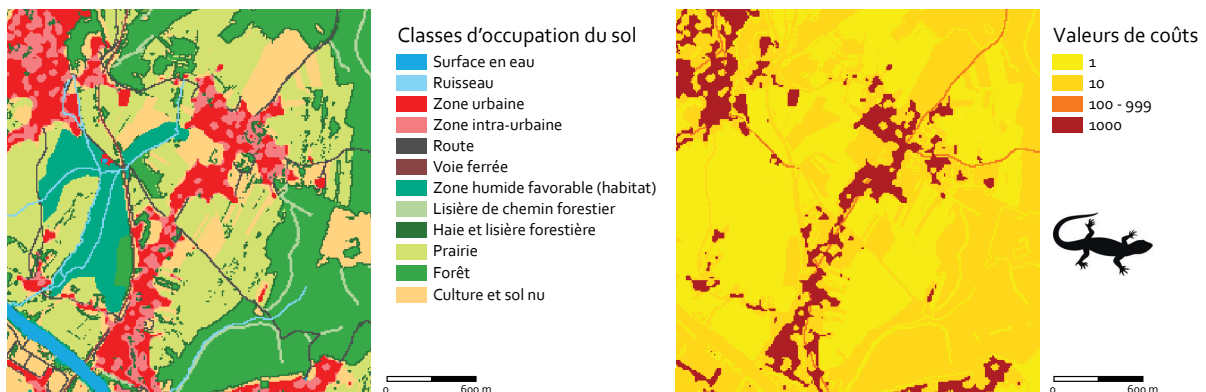 Classes d'occupation du sol
Surface en eau
Ruisseau
Zone urbaine
Zone intra-urbaine
Route
Voie ferrée
Zone humide favorable (habitat)
Lisière de chemin forestier
Haie et lisière forestière
Prairie
Forêt
Culture et sol nu
0 600 m
Valeurs de coûts
1
10
100 - 999
1000
0 600 m